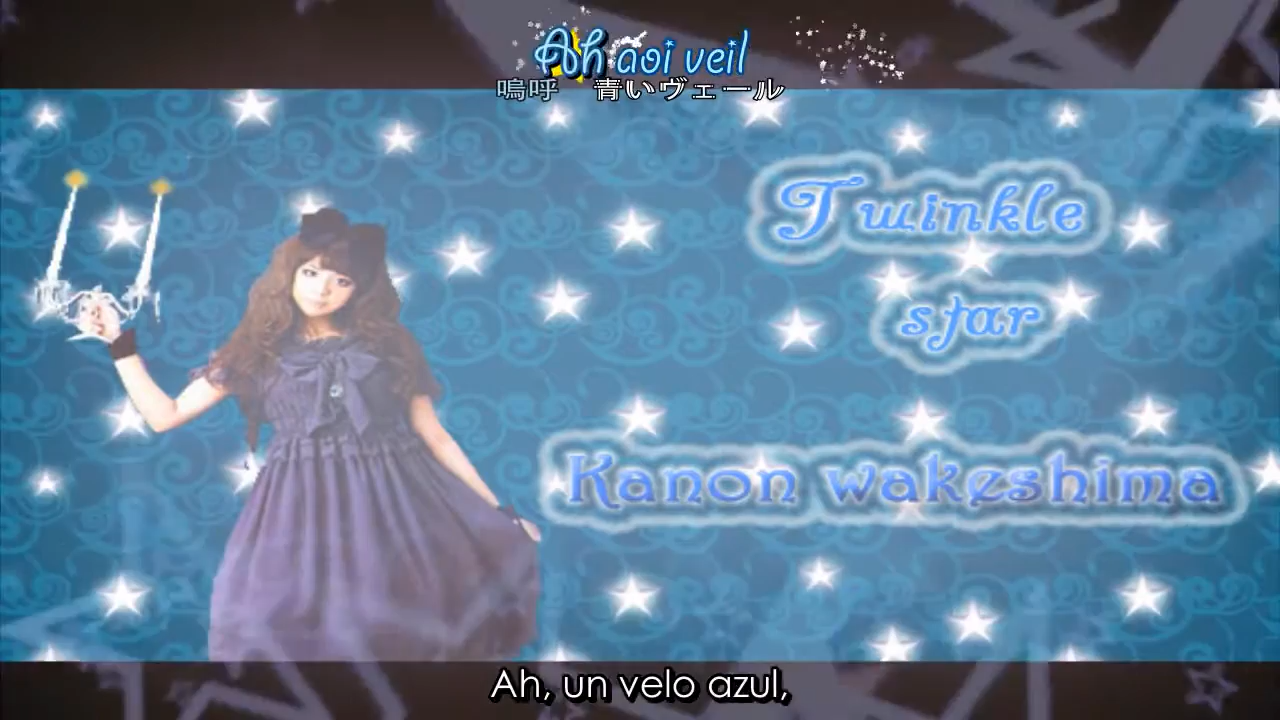 Ah aoi veil
嗚呼　青いヴェール
Twinkle
star
Kanon wakeshima
Ah, un velo azul,